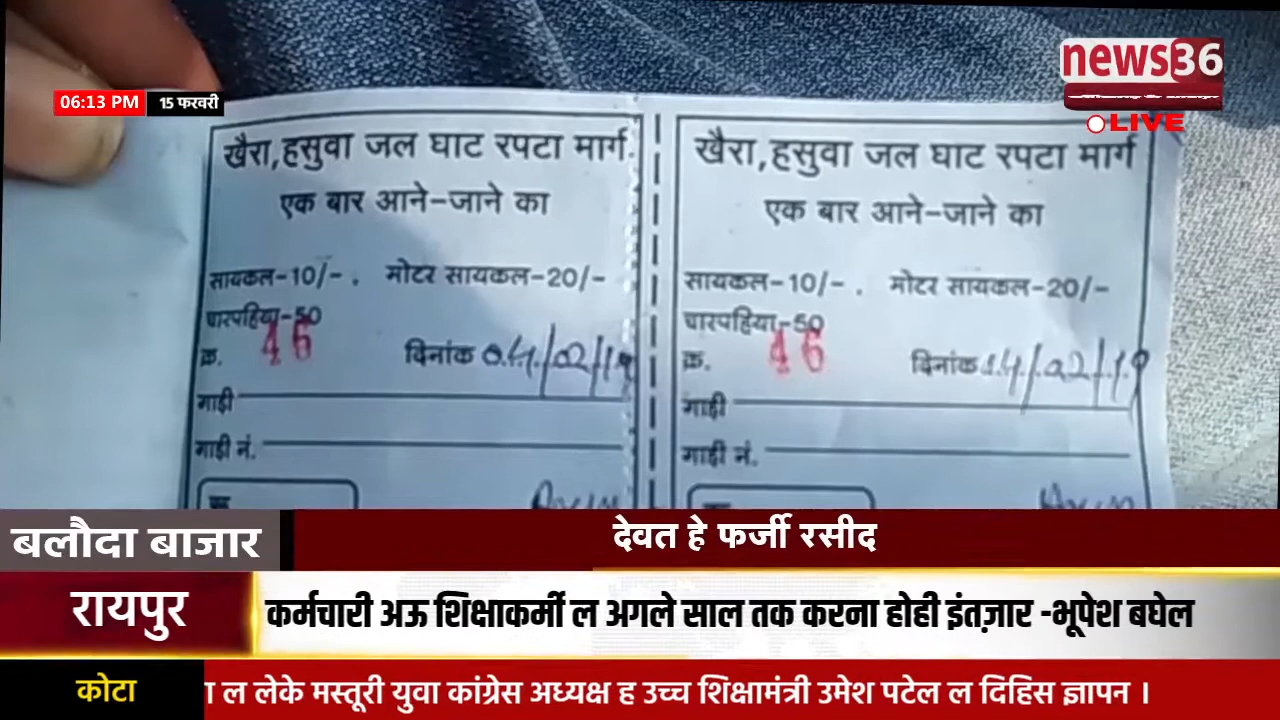 news36
LIVE
06:13 PM 15 फरवरी
खैरा,हसुवा जल घाट रपटा मार्ग.
एक बार आने-जाने का
सायकल-10/-. मोटर सायकल-20/-
चारपहिया-50
क्र. 46 दिनांक 04/02/19
गाड़ी
गाड़ी नं.
खैरा,हसुवा जल घाट रपटा मार्ग
एक बार आने-जाने का
सायकल-10/-. मोटर सायकल-20/-
चारपहिया-50
क्र. 46 दिनांक 14/02/19
गाड़ी
गाड़ी नं.
बलौदा बाजार देवत हे फर्जी रसीद
रायपुर कर्मचारी अऊ शिक्षाकर्मी ल अगले साल तक करना होही इंतज़ार -भूपेश बघेल
कोटा ल लेके मस्तूरी युवा कांग्रेस अध्यक्ष ह उच्च शिक्षामंत्री उमेश पटेल ल दिहिस ज्ञापन ।